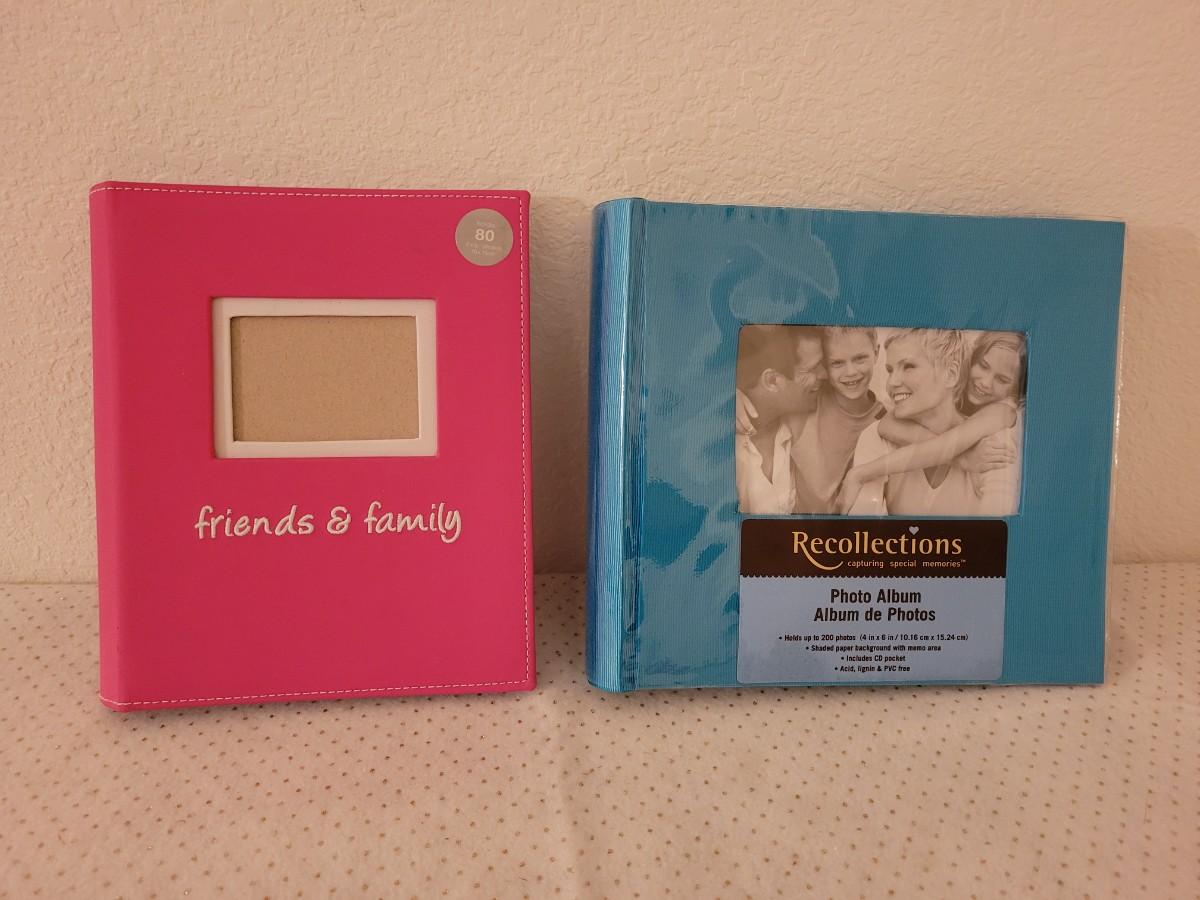 80
friends & family
Recollections
capturing special memories™
Photo Album
Album de Photos
• Holds up to 200 photos (4 in x 6 in / 10.16 cm x 15.24 cm)
• Shaded paper background with memo area
• Includes CD pocket
• Acid, lignin & PVC free